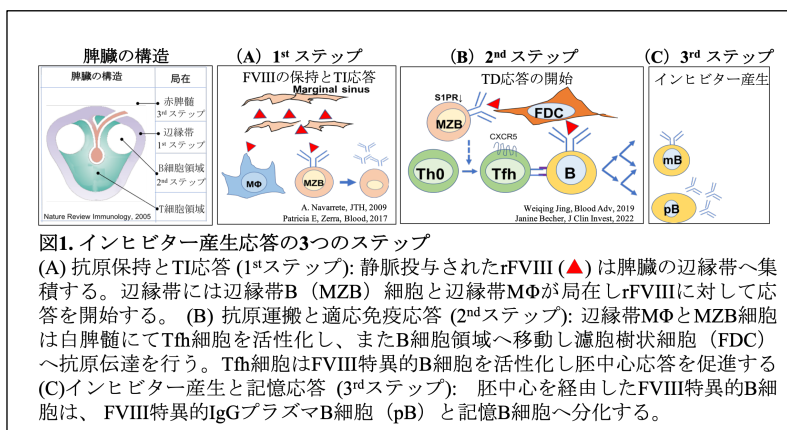 脾臓の構造
(A) 1stステップ
(B) 2ndステップ
(C) 3rdステップ
脾臓の構造 局在
赤脾髄
3rdステップ
辺縁帯
1stステップ
B細胞領域
2ndステップ
T細胞領域
Nature Review Immunology, 2005
FVIIIの保持とTI応答
Marginal sinus
MΦ
MZB
A. Navarrete, JTH, 2009
Patricia E, Zerra, Blood, 2017
TD応答の開始
S1PR↓
MZB
FDC
CXCR5
Th0
Tfh
B
Weiqing Jing, Blood Adv, 2019
Janine Becher, J Clin Invest, 2022
インヒビター産生
mB
pB
図1. インヒビター産生応答の3つのステップ
(A) 抗原保持とTI応答 (1stステップ): 静脈投与されたrFVIII (▲) は脾臓の辺縁帯へ集
積する。辺縁帯には辺縁帯B（MZB）細胞と辺縁帯MΦが局在しrFVIIIに対して応
答を開始する。 (B) 抗原運搬と適応免疫応答 (2ndステップ): 辺縁帯MΦとMZB細胞
は白脾髄にてTfh細胞を活性化し、またB細胞領域へ移動し濾胞樹状細胞（FDC）
へ抗原伝達を行う。Tfh細胞はFVIII特異的B細胞を活性化し胚中心応答を促進する
(C)インヒビター産生と記憶応答 (3rdステップ): 胚中心を経由したFVIII特異的B細
胞は、 FVIII特異的IgGプラズマB細胞（pB）と記憶B細胞へ分化する。